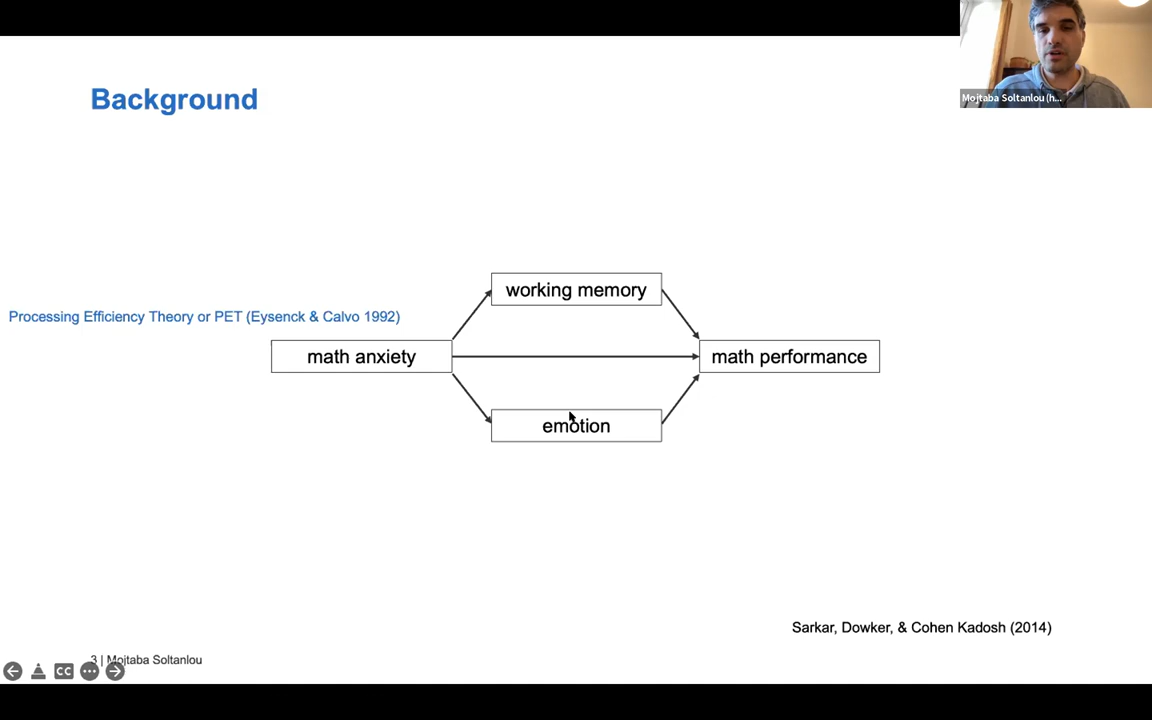 Mojtaba Soltanlou (h...
Background
working memory
Processing Efficiency Theory or PET (Eysenck & Calvo 1992)
math anxiety
math performance
emotion
Sarkar, Dowker, & Cohen Kadosh (2014)
3 | Mojtaba Soltanlou
CC